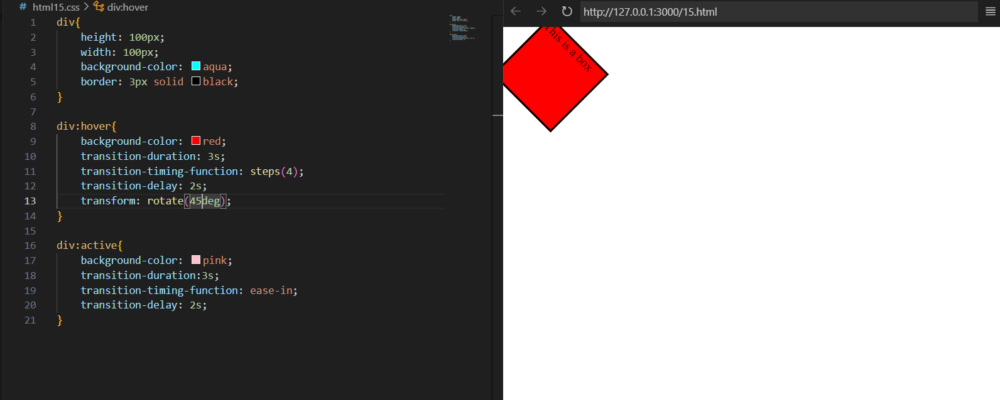 # html15.css > div:hover
1 div{
2 height: 100px;
3 width: 100px;
4 background-color: aqua;
5 border: 3px solid black;
6 }
7
8 div:hover{
9 background-color: red;
10 transition-duration: 3s;
11 transition-timing-function: steps(4);
12 transition-delay: 2s;
13 transform: rotate(45deg);
14 }
15
16 div:active{
17 background-color: pink;
18 transition-duration:3s;
19 transition-timing-function: ease-in;
20 transition-delay: 2s;
21 }
http://127.0.0.1:3000/15.html
This is a box